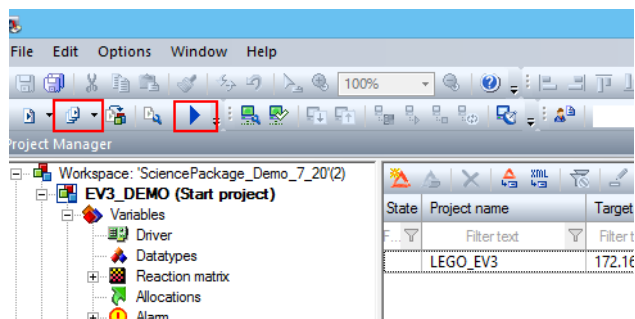 File Edit Options Window Help
100%
Project Manager
Workspace: 'SciencePackage_Demo_7_20'(2)
EV3_DEMO (Start project)
Variables
Driver
Datatypes
Reaction matrix
Allocations
Alarm
XML
State Project name Target
F... Filter text Filter t
LEGO_EV3 172.16